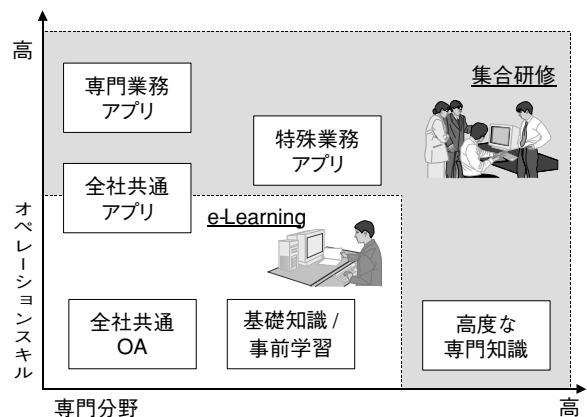 高
集合研修
専門業務
アプリ
特殊業務
アプリ
全社共通
アプリ
オペレーションスキル
e-Learning
全社共通
OA
基礎知識 /
事前学習
高度な
専門知識
専門分野
高